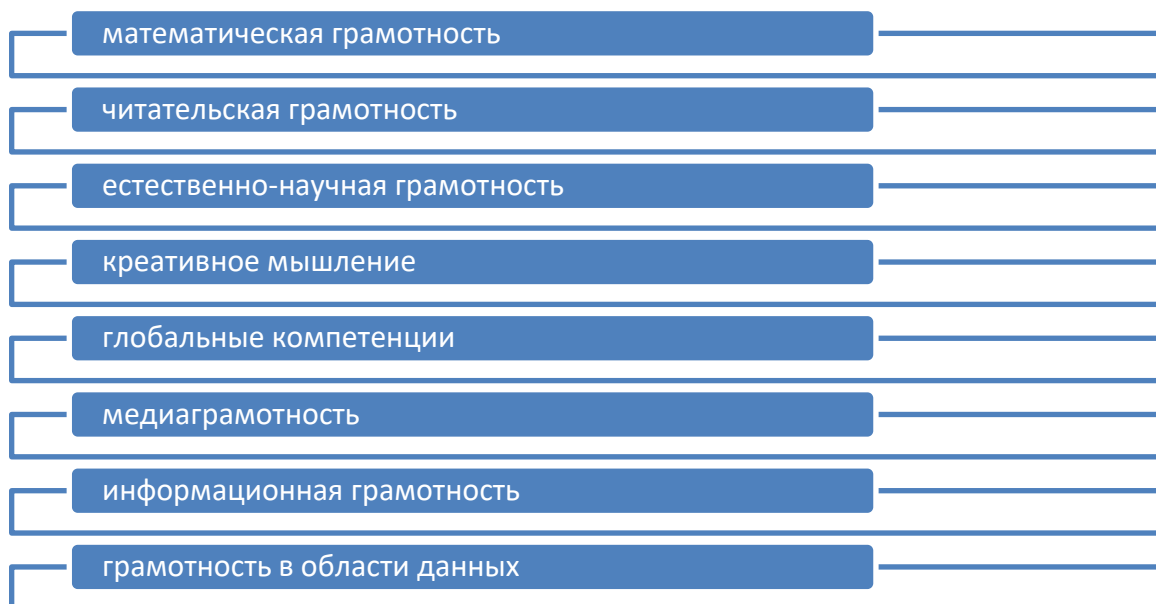 математическая грамотность
читательская грамотность
естественно-научная грамотность
креативное мышление
глобальные компетенции
медиаграмотность
информационная грамотность
грамотность в области данных